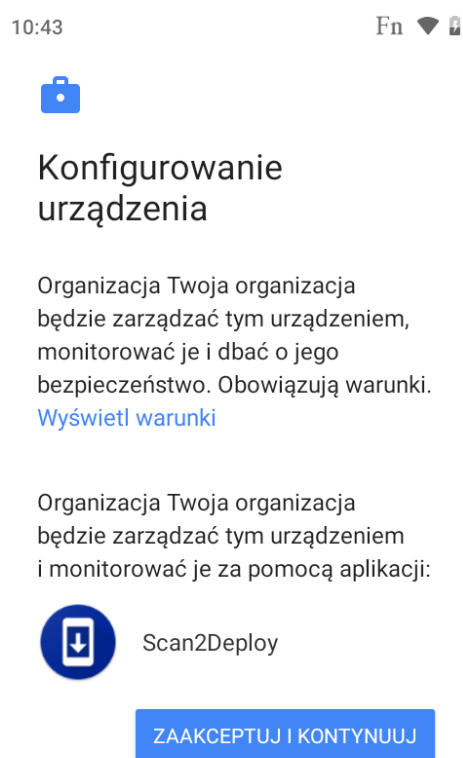 10:43 Fn
Konfigurowanie
urządzenia
Organizacja Twoja organizacja
będzie zarządzać tym urządzeniem,
monitorować je i dbać o jego
bezpieczeństwo. Obowiązują warunki.
Wyświetl warunki
Organizacja Twoja organizacja
będzie zarządzać tym urządzeniem
i monitorować je za pomocą aplikacji:
Scan2Deploy
ZAAKCEPTUJ I KONTYNUUJ